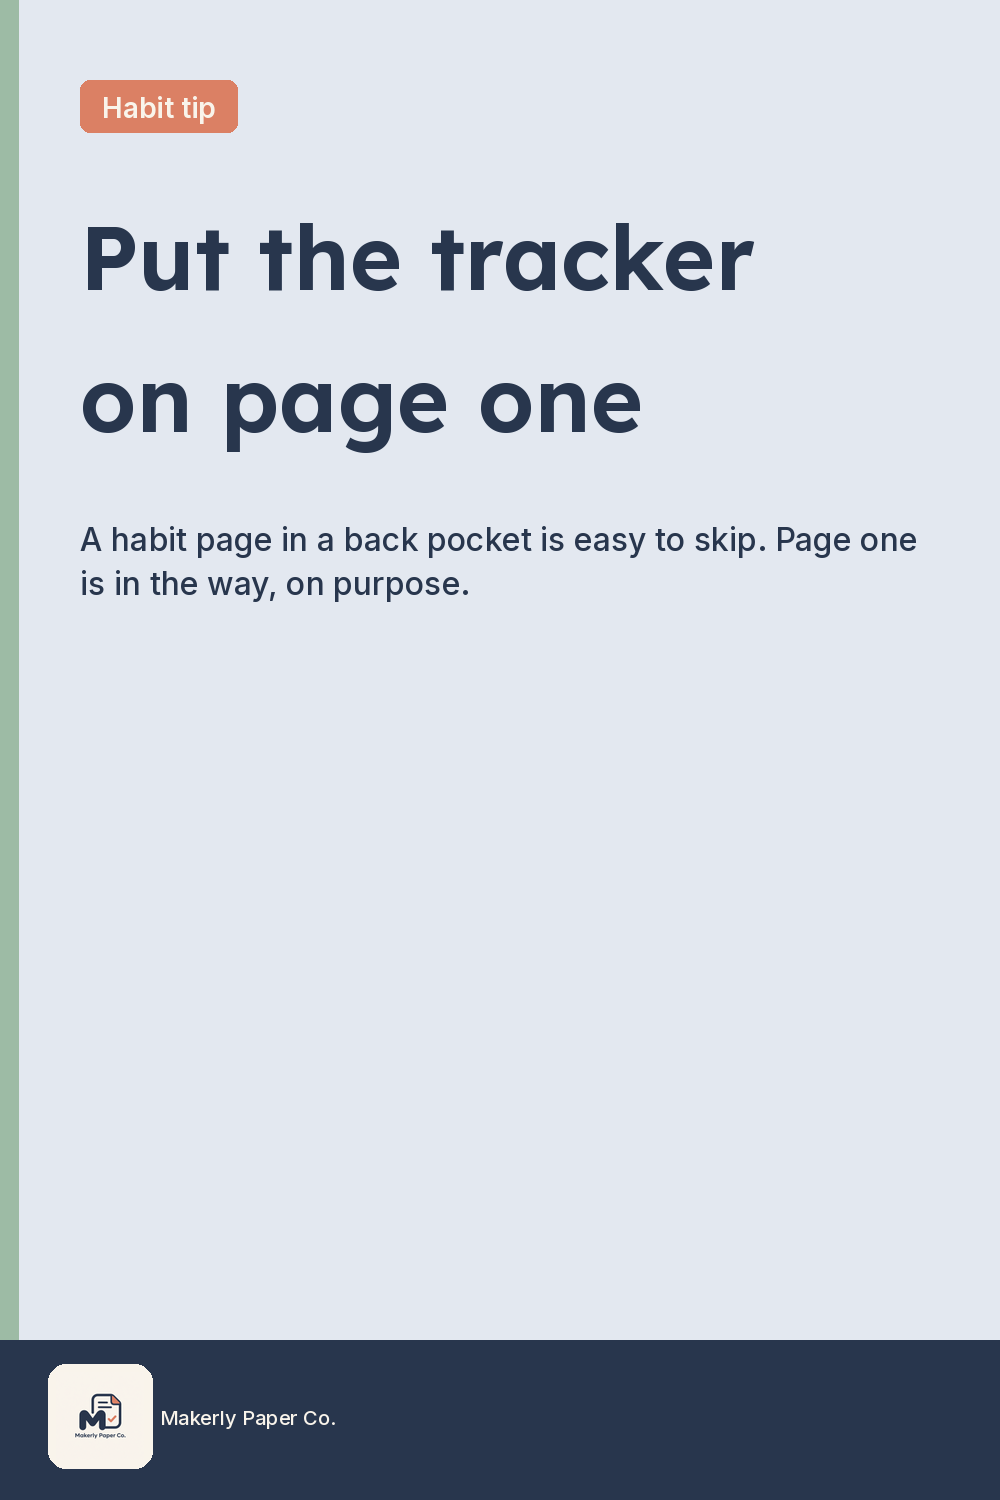 Habit tip
Put the tracker
on page one
A habit page in a back pocket is easy to skip. Page one
is in the way, on purpose.
Makerly Paper Co.
Makerly Paper Co.